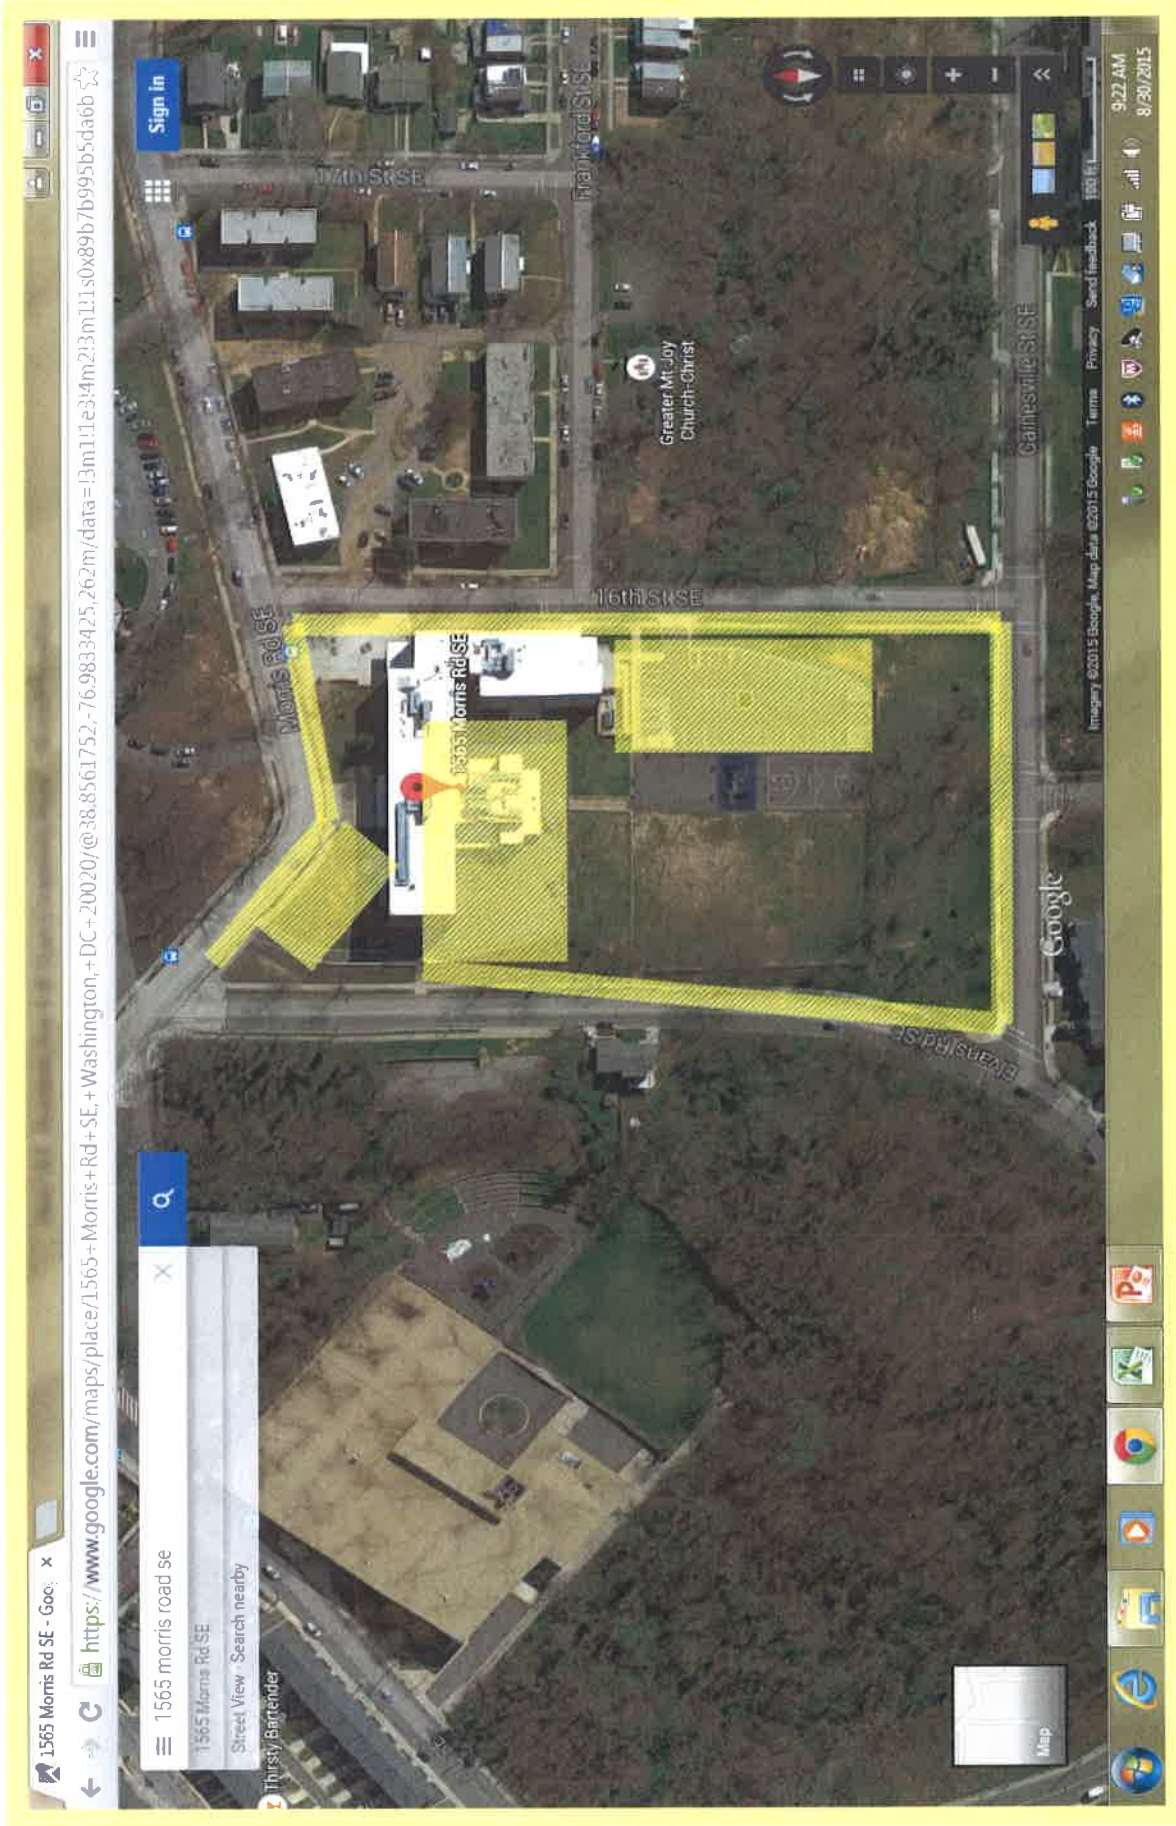 1565 Morris Rd SE - Goo
https://www.google.com/maps/place/1565+Morris+Rd+SE,+Washington,+DC+20020/@38.8561752,-76.9833425,262m/data=!3m1!1e3!4m2!3m1!1s0x89b7b995b5da6b
1565 morris road se
Sign in
1565 Morris Rd SE
Street View · Search nearby
Thirsty Bartender
Morris Rd SE
17th St SE
1565 Morris Rd SE
Frankford St SE
16th St SE
Greater Mt Joy
Church-Christ
Elvans Rd SE
Gainesville St SE
Map
Google
Imagery ©2015 Google, Map data ©2015 Google Terms Privacy Send feedback 100 ft
9:22 AM
8/30/2015